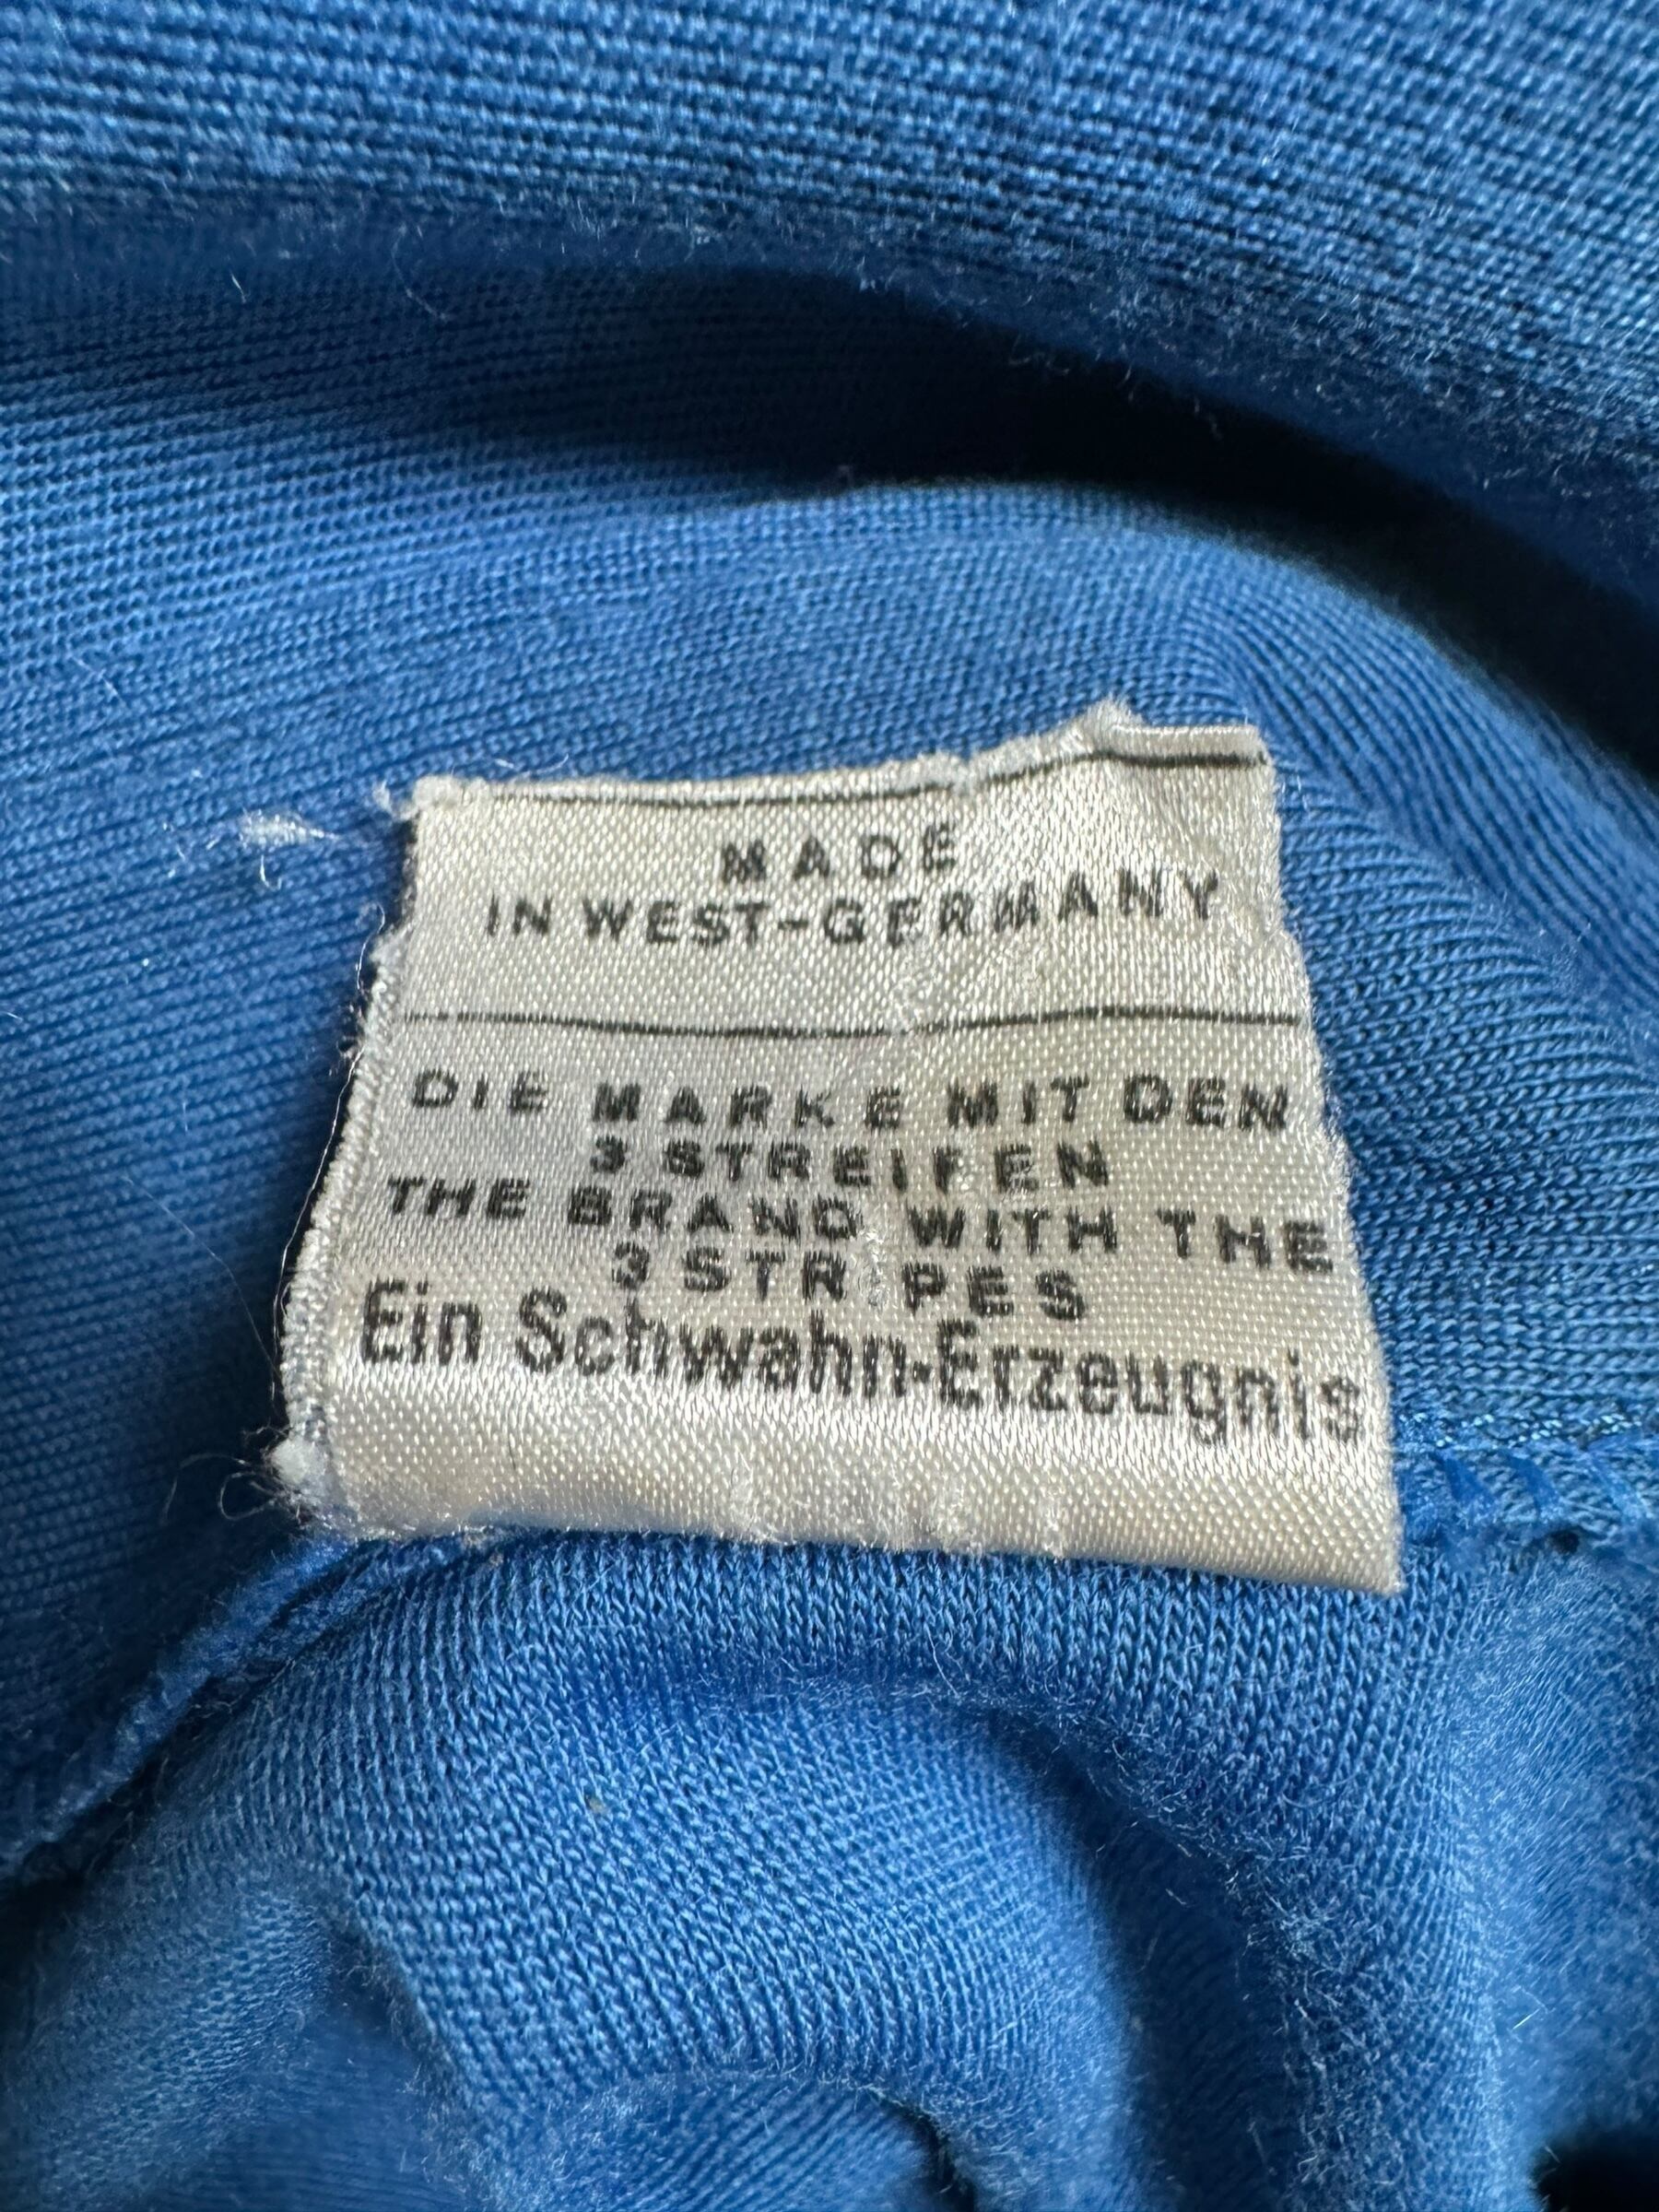 MADE
IN WEST-GERMANY
DIE MARKE MIT DEN
3 STREIFEN
THE BRAND WITH THE
3 STRIPES
Ein Schwahn-Erzeugnis